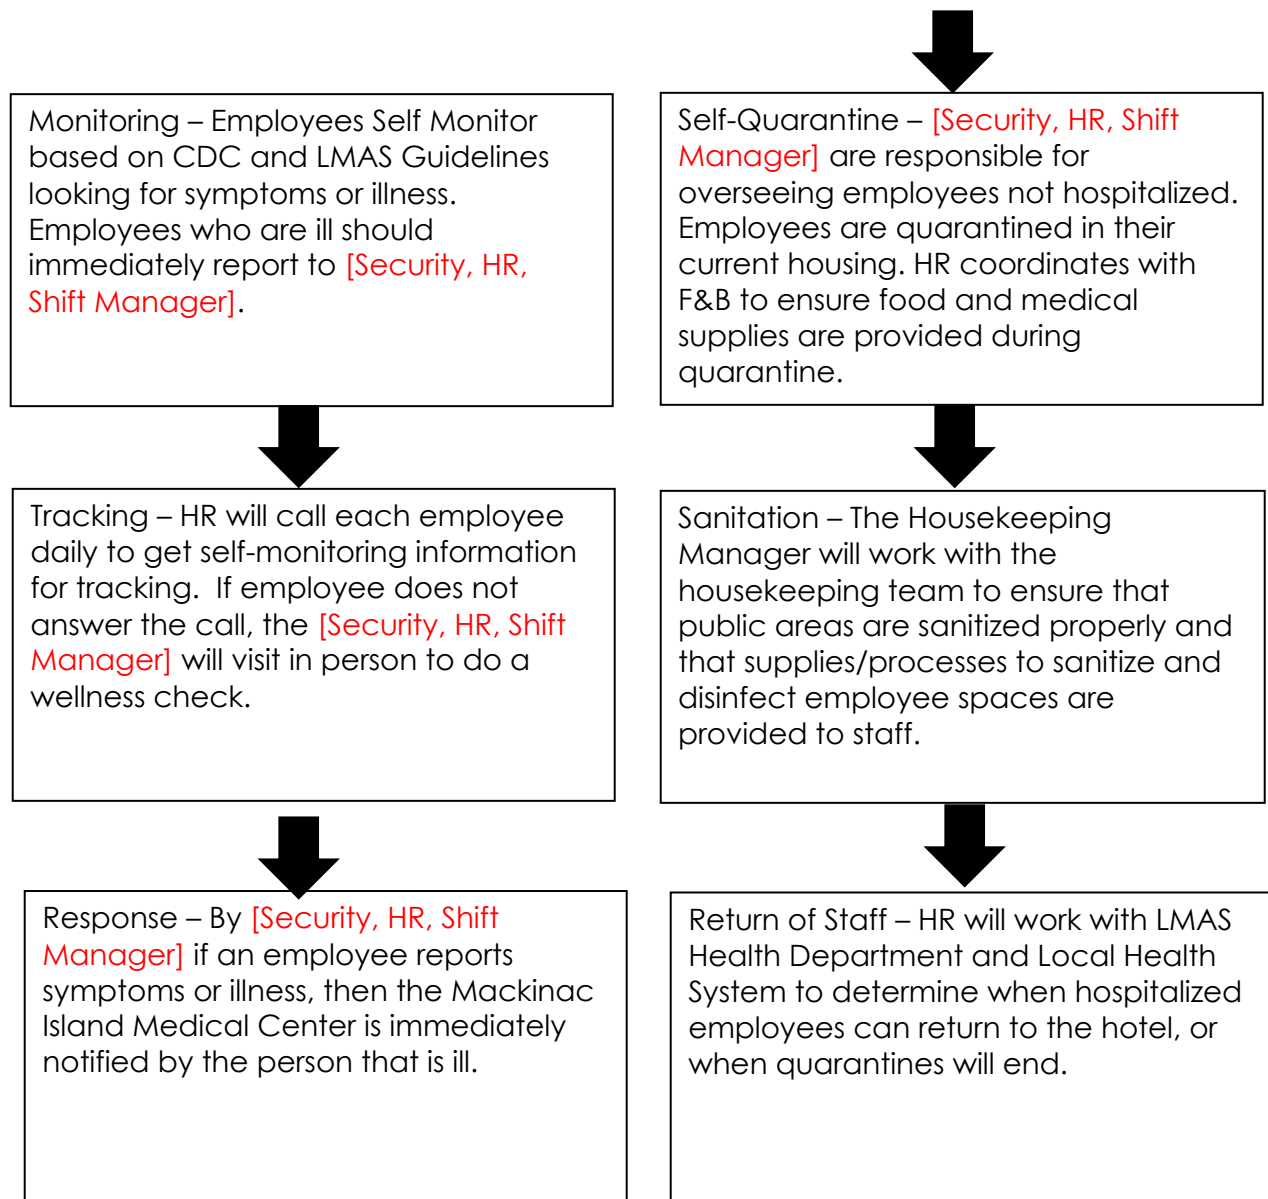 Monitoring – Employees Self Monitor
based on CDC and LMAS Guidelines
looking for symptoms or illness.
Employees who are ill should
immediately report to [Security, HR,
Shift Manager].
Tracking – HR will call each employee
daily to get self-monitoring information
for tracking.  If employee does not
answer the call, the [Security, HR, Shift
Manager] will visit in person to do a
wellness check.
Response – By [Security, HR, Shift
Manager] if an employee reports
symptoms or illness, then the Mackinac
Island Medical Center is immediately
notified by the person that is ill.
Self-Quarantine – [Security, HR, Shift
Manager] are responsible for
overseeing employees not hospitalized.
Employees are quarantined in their
current housing. HR coordinates with
F&B to ensure food and medical
supplies are provided during
quarantine.
Sanitation – The Housekeeping
Manager will work with the
housekeeping team to ensure that
public areas are sanitized properly and
that supplies/processes to sanitize and
disinfect employee spaces are
provided to staff.
Return of Staff – HR will work with LMAS
Health Department and Local Health
System to determine when hospitalized
employees can return to the hotel, or
when quarantines will end.